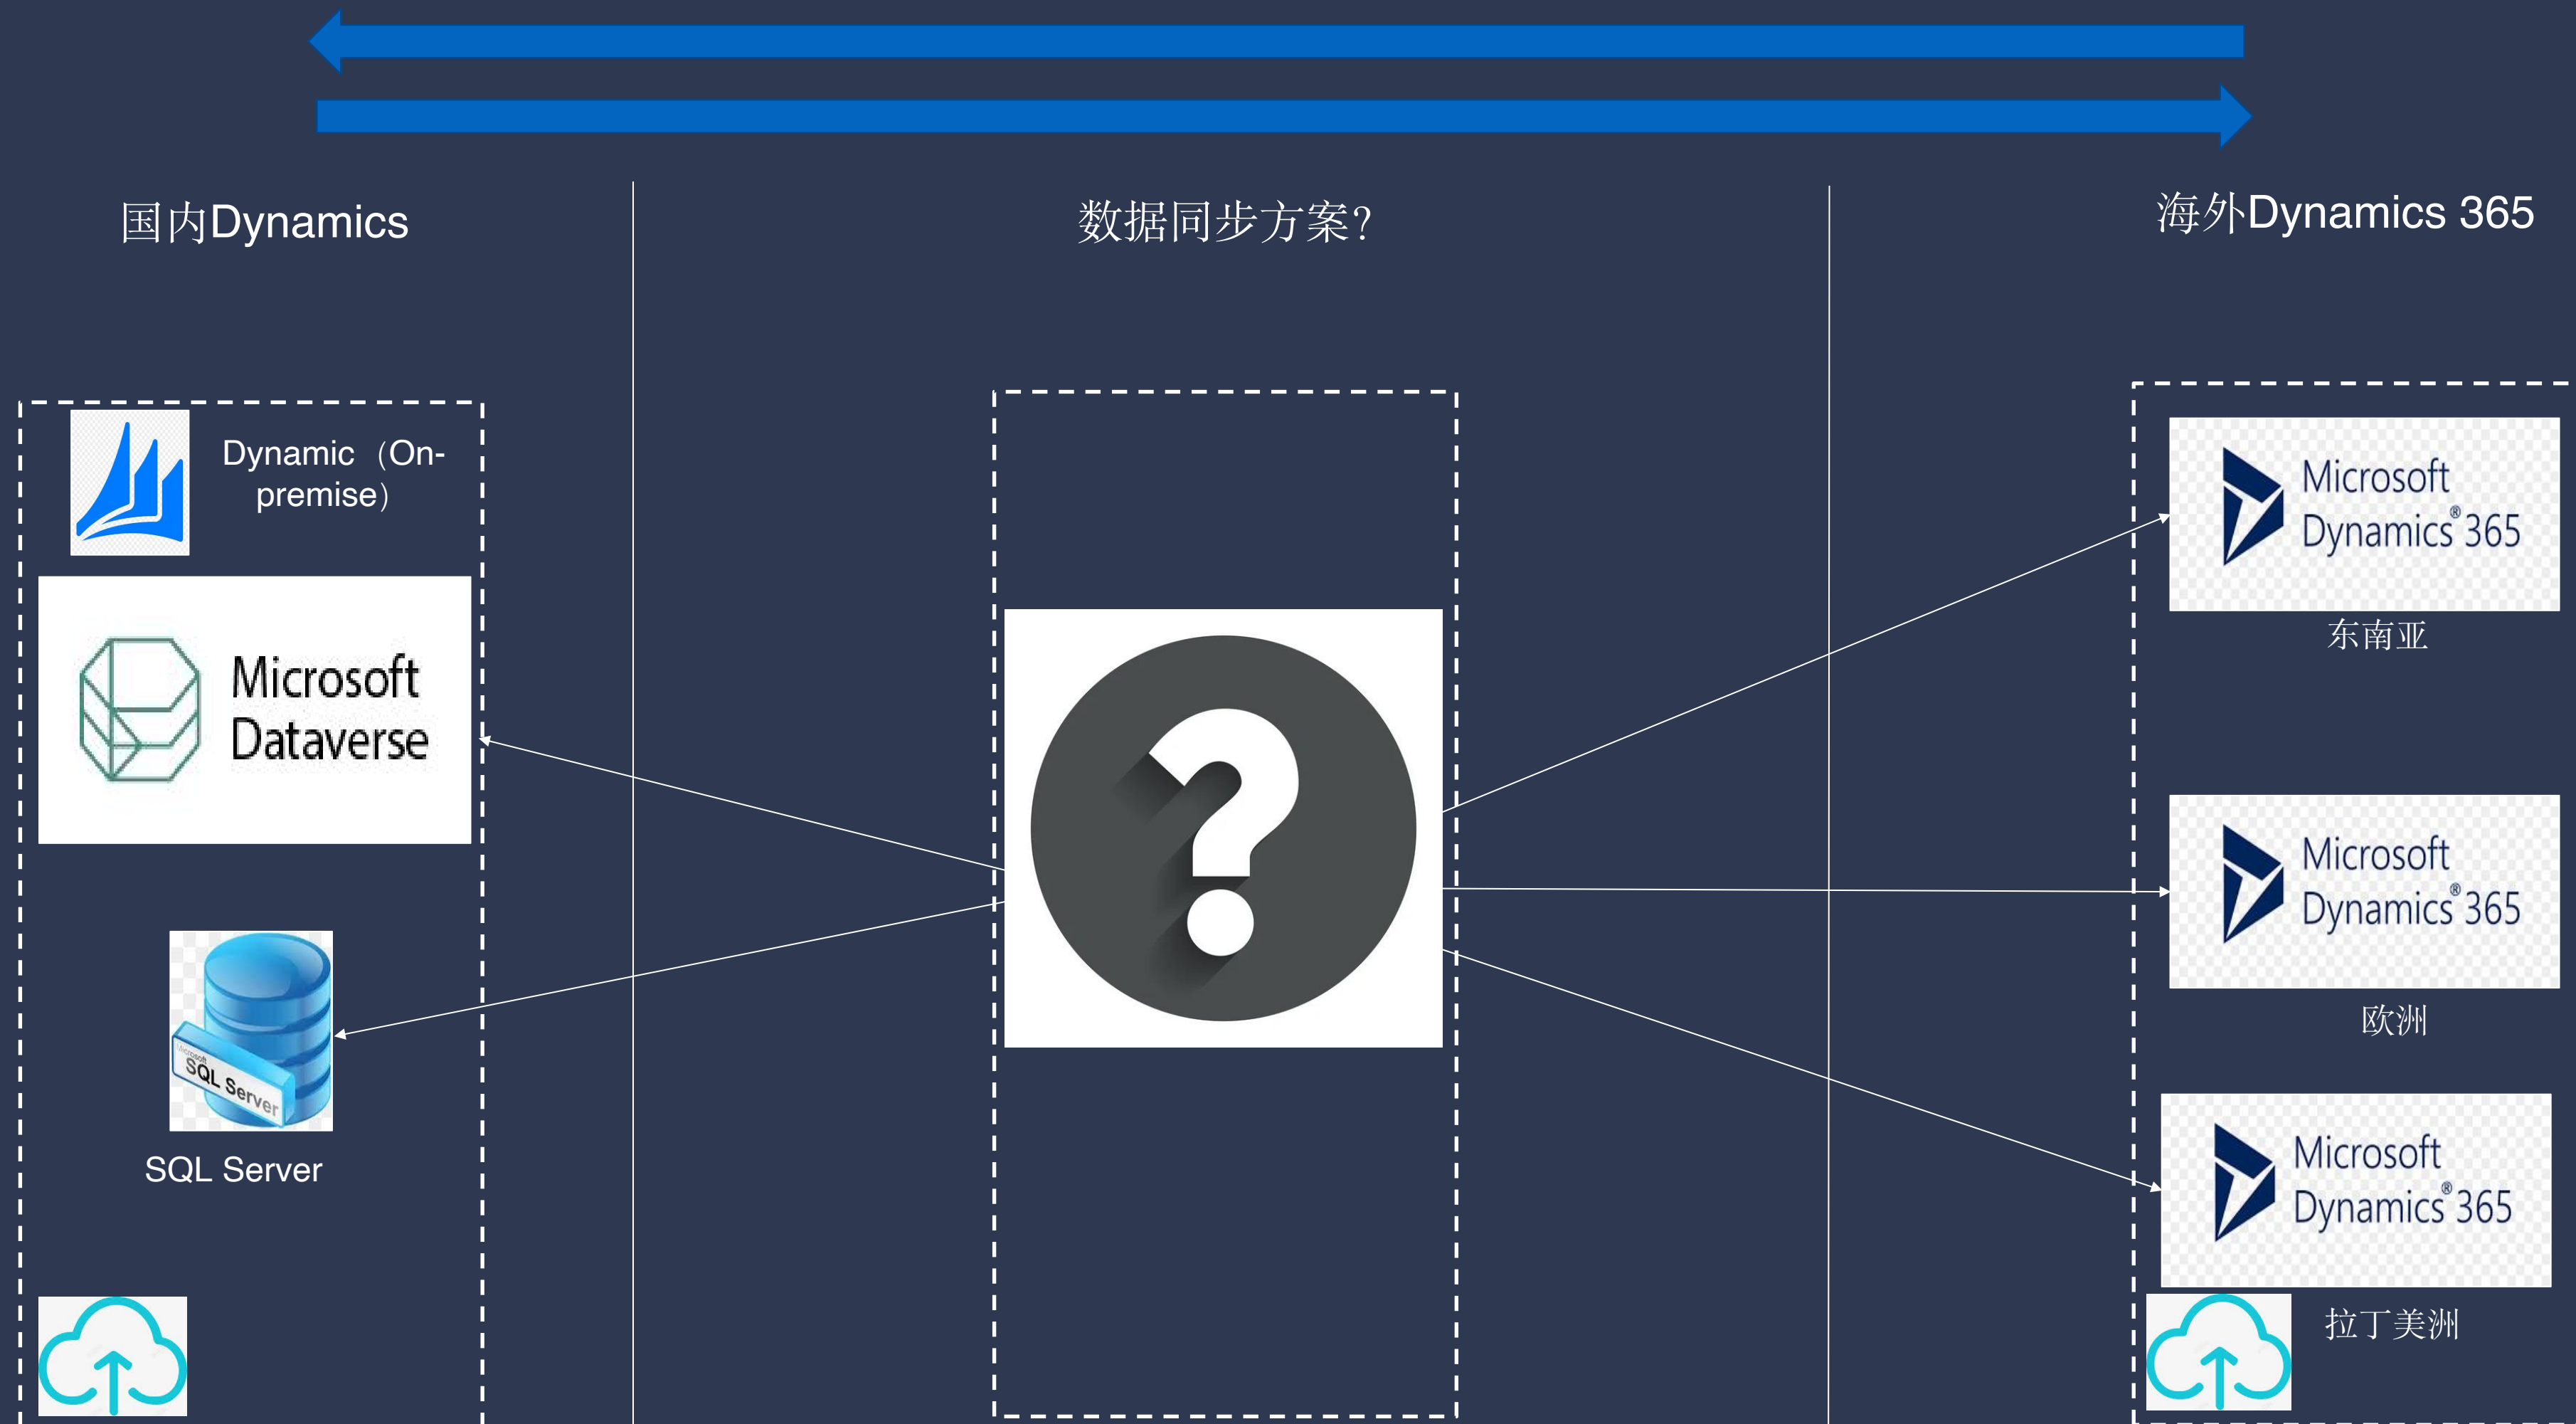 国内Dynamics
数据同步方案?
海外Dynamics 365
Dynamic（On-
premise）
Microsoft
Dataverse
Microsoft
SQL Server
SQL Server
Microsoft
Dynamics® 365
东南亚
Microsoft
Dynamics® 365
欧洲
Microsoft
Dynamics® 365
拉丁美洲